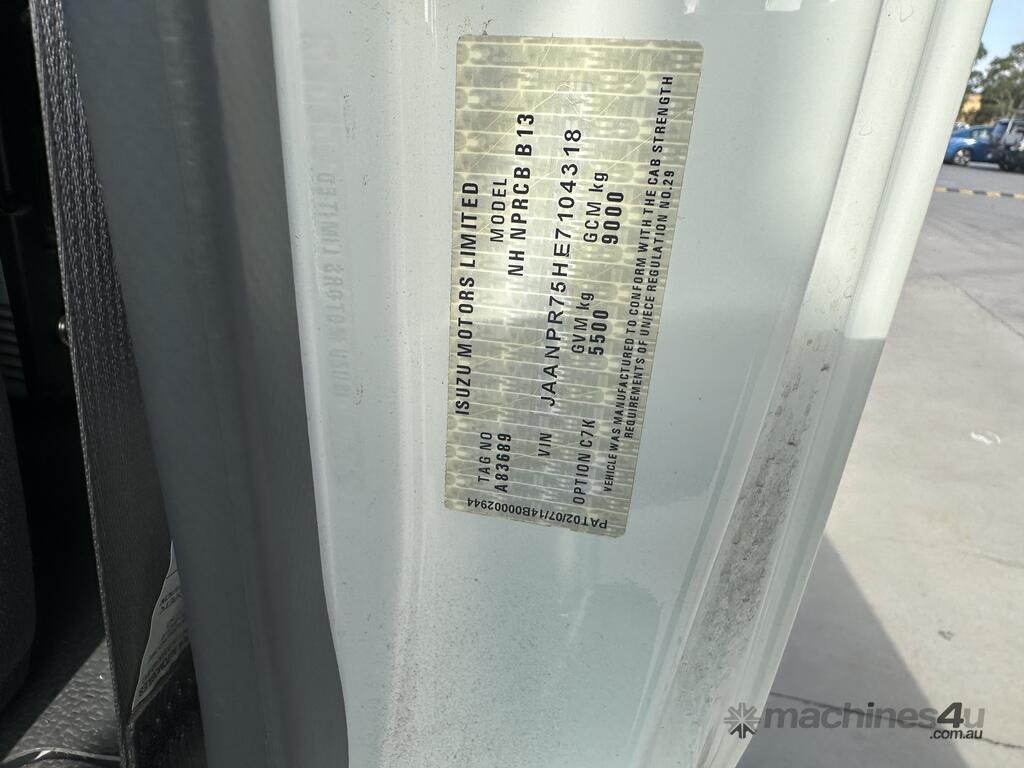 ISUZU MOTORS LIMITED
TAG NO MODEL
A83689 NH NPRCB B13
VIN JAANPR75HE7104318
OPTION C7K GVM kg 5500 GCM kg 9000
VEHICLE WAS MANUFACTURED TO CONFORM WITH THE CAB STRENGTH
REQUIREMENTS OF UN/ECE REGULATION NO.29
PAT02/07/14B00002944
machines4u
.com.au